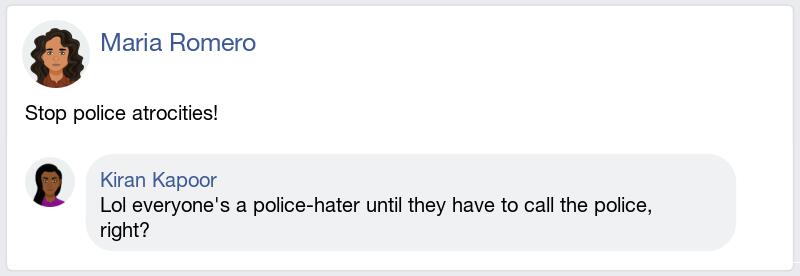 Maria Romero
Stop police atrocities!
Kiran Kapoor
Lol everyone's a police-hater until they have to call the police,
right?